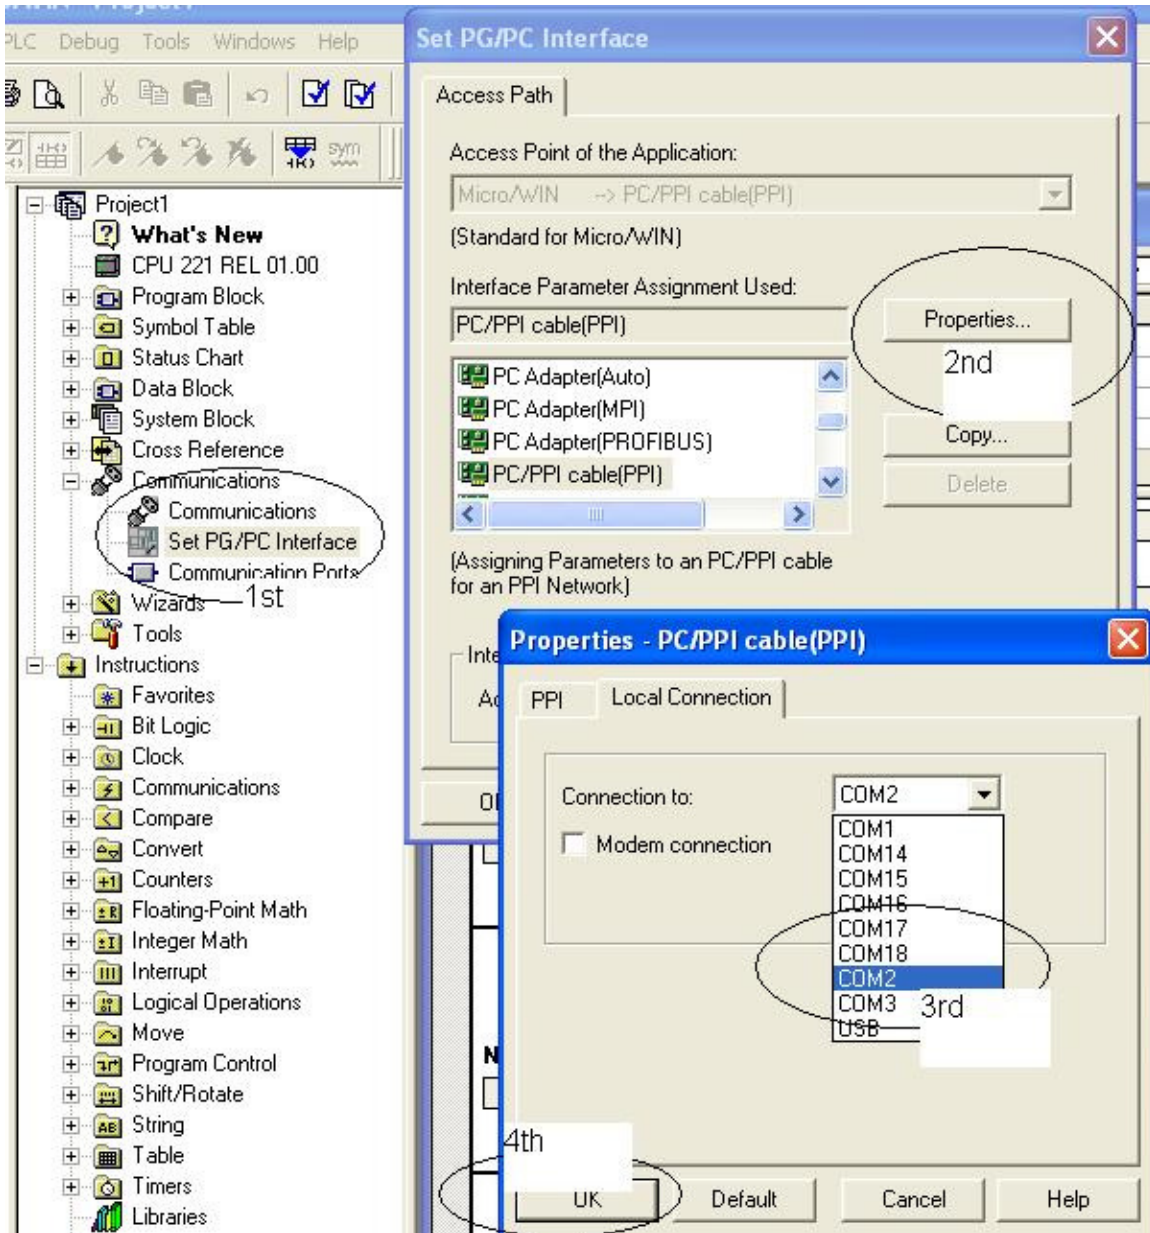 PLC Debug Tools Windows Help
sym
Project1
What's New
CPU 221 REL 01.00
Program Block
Symbol Table
Status Chart
Data Block
System Block
Cross Reference
Communications
Communications
Set PG/PC Interface
Communication Ports
1st
Wizards
Tools
Instructions
Favorites
Bit Logic
Clock
Communications
Compare
Convert
Counters
Floating-Point Math
Integer Math
Interrupt
Logical Operations
Move
Program Control
Shift/Rotate
String
Table
Timers
Libraries
Set PG/PC Interface
Access Path
Access Point of the Application:
Micro/WIN --> PC/PPI cable(PPI)
(Standard for Micro/WIN)
Interface Parameter Assignment Used:
PC/PPI cable(PPI)
Properties...
2nd
PC Adapter(Auto)
PC Adapter(MPI)
PC Adapter(PROFIBUS)
PC/PPI cable(PPI)
Copy...
Delete
(Assigning Parameters to an PC/PPI cable
for an PPI Network)
Properties - PC/PPI cable(PPI)
PPI Local Connection
Connection to:
COM2
Modem connection
COM1
COM14
COM15
COM16
COM17
COM18
COM2
COM3
USB
3rd
4th
OK Default Cancel Help